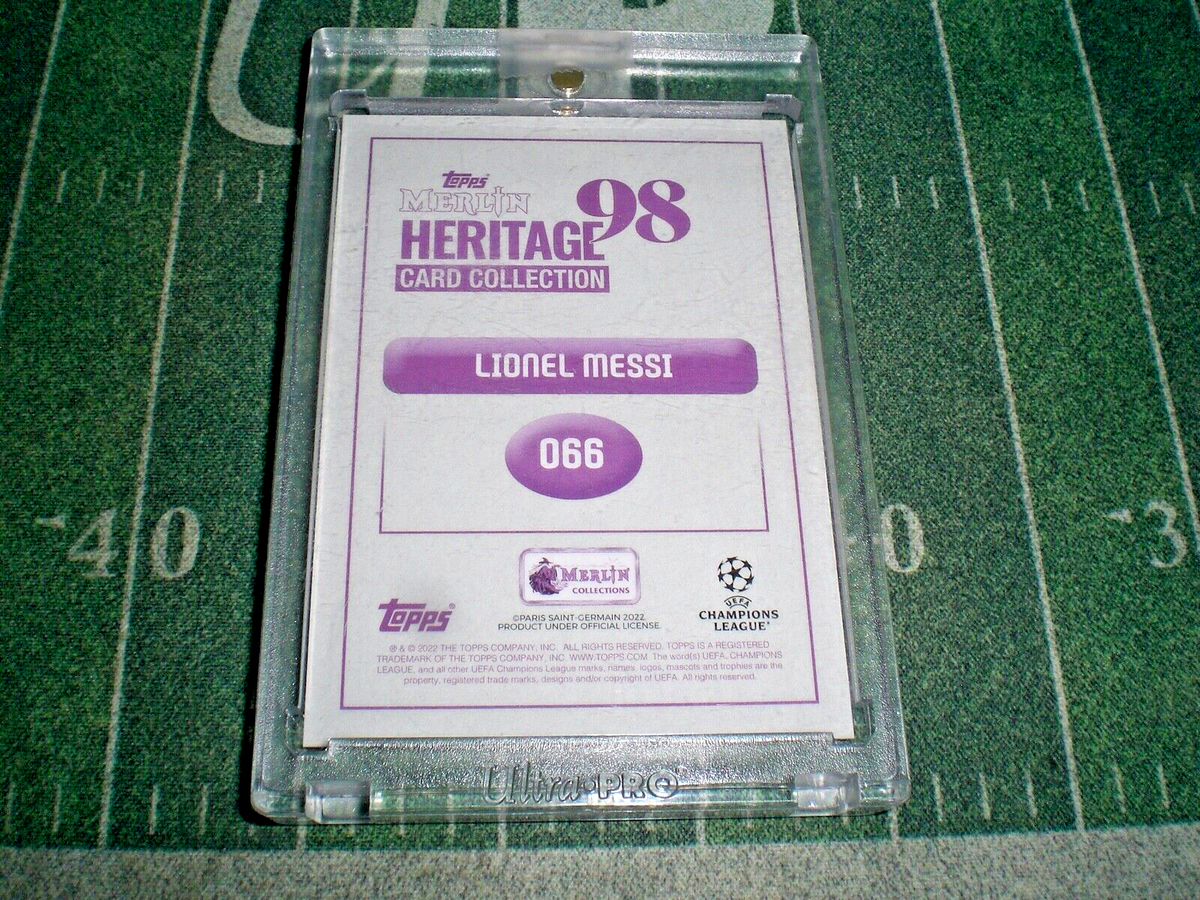 topps
MERLIN
HERITAGE 98
CARD COLLECTION
LIONEL MESSI
066
MERLIN
COLLECTIONS
topps®
©PARIS SAINT-GERMAIN 2022.
PRODUCT UNDER OFFICIAL LICENSE.
UEFA
CHAMPIONS
LEAGUE®
℗ & © 2022 THE TOPPS COMPANY, INC. ALL RIGHTS RESERVED. TOPPS IS A REGISTERED
TRADEMARK OF THE TOPPS COMPANY, INC. WWW.TOPPS.COM. The word(s) UEFA, CHAMPIONS
LEAGUE, and all other UEFA Champions League marks, names, logos, mascots and trophies are the
property, registered trade marks, designs and/or copyright of UEFA. All rights reserved.
40
0
3
Ultra·PRO